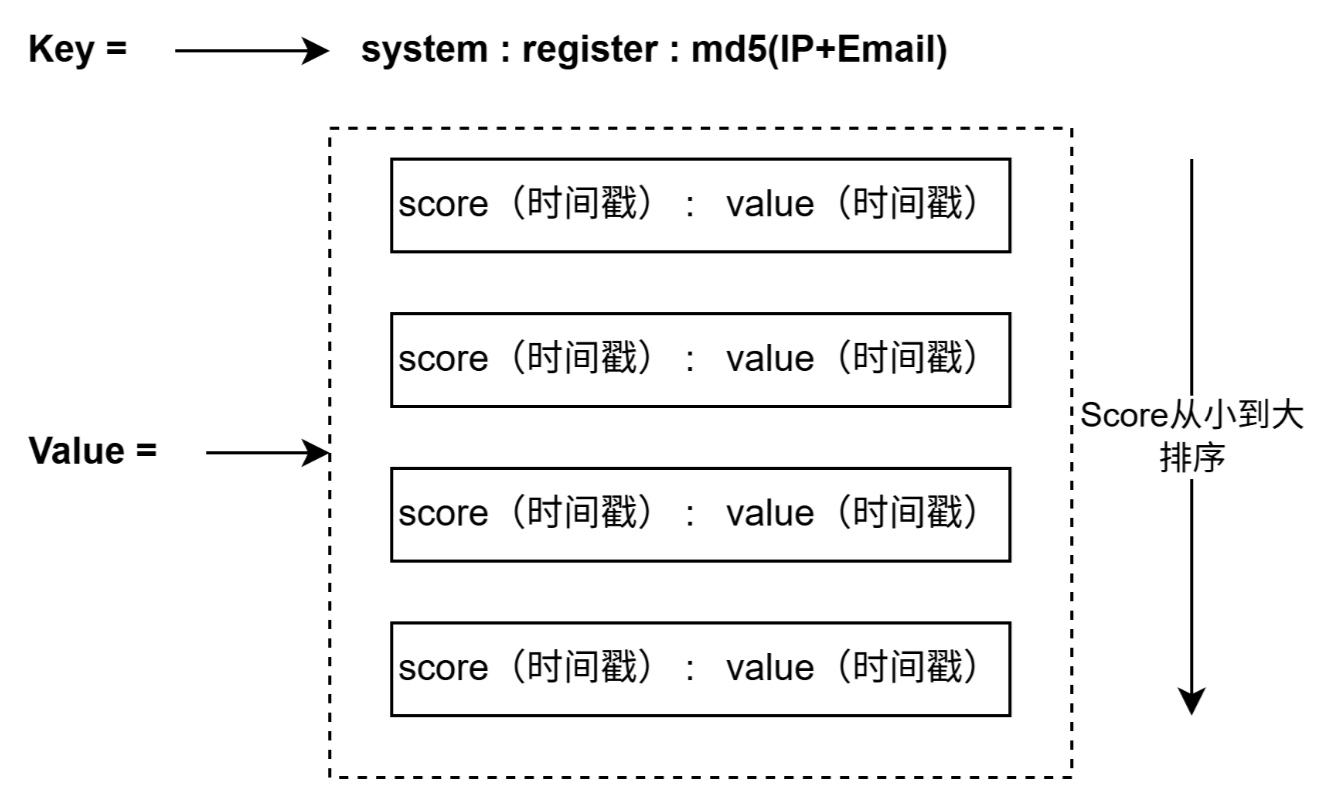 Key =
system : register : md5(IP+Email)
score（时间戳）： value（时间戳）
score（时间戳）： value（时间戳）
Score从小到大
排序
Value =
score（时间戳）： value（时间戳）
score（时间戳）： value（时间戳）